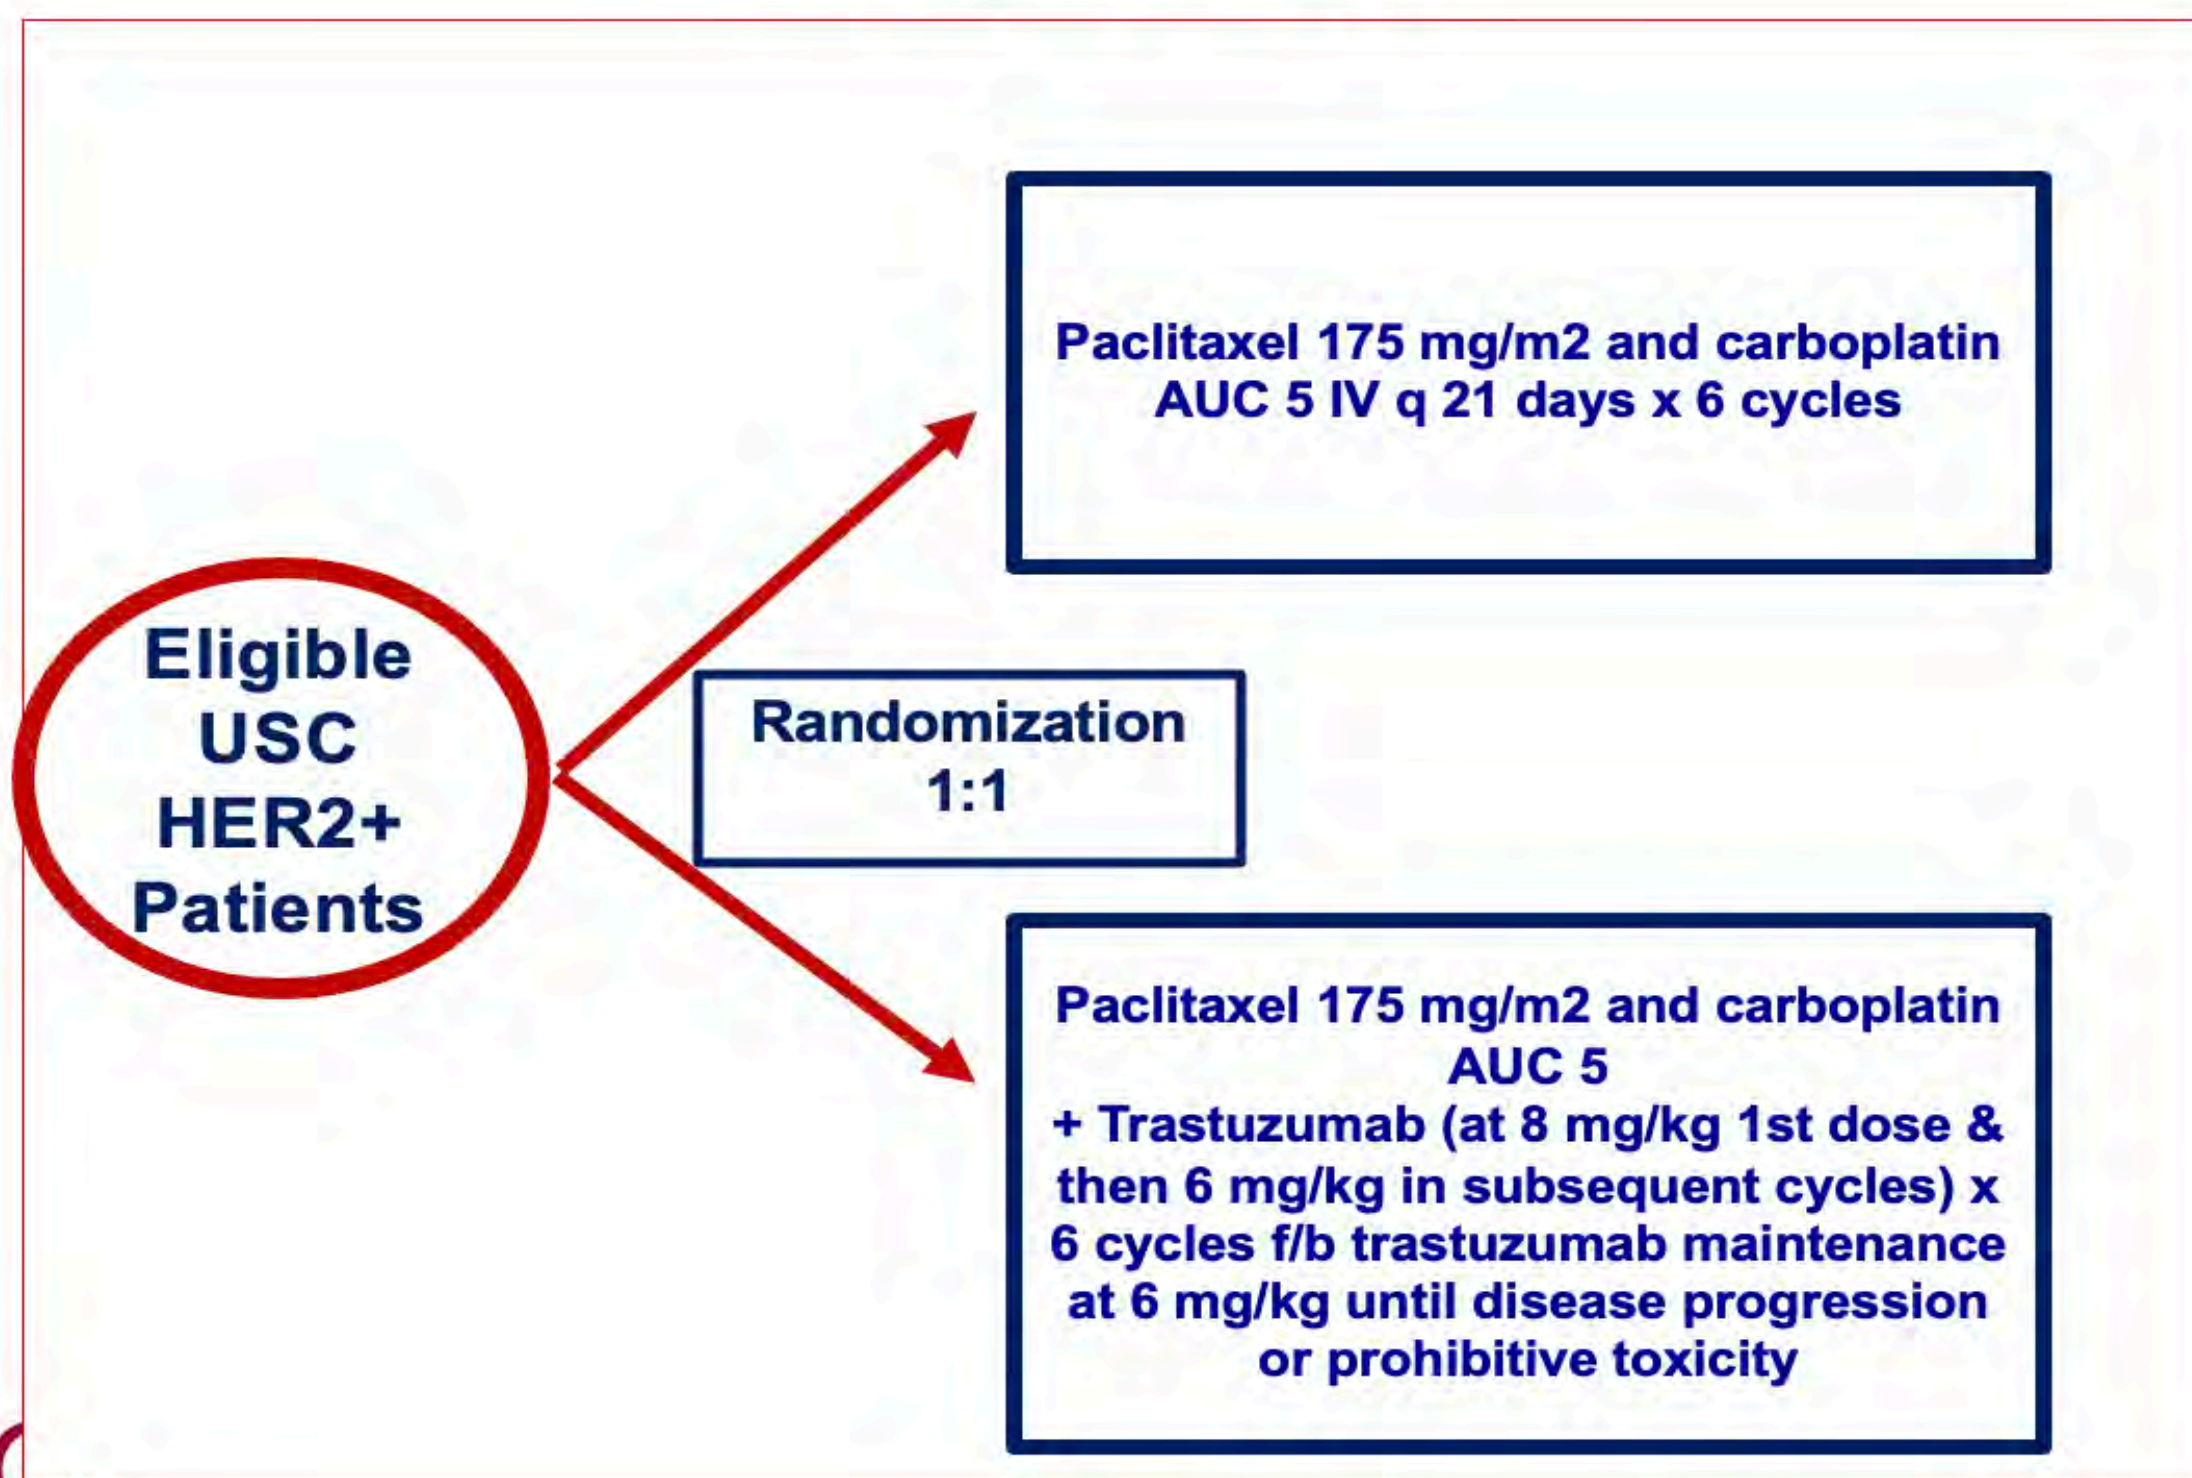 Eligible
USC
HER2+
Patients
Randomization
1:1
Paclitaxel 175 mg/m2 and carboplatin
AUC 5 IV q 21 days x 6 cycles
Paclitaxel 175 mg/m2 and carboplatin
AUC 5
+ Trastuzumab (at 8 mg/kg 1st dose &
then 6 mg/kg in subsequent cycles) x
6 cycles f/b trastuzumab maintenance
at 6 mg/kg until disease progression
or prohibitive toxicity